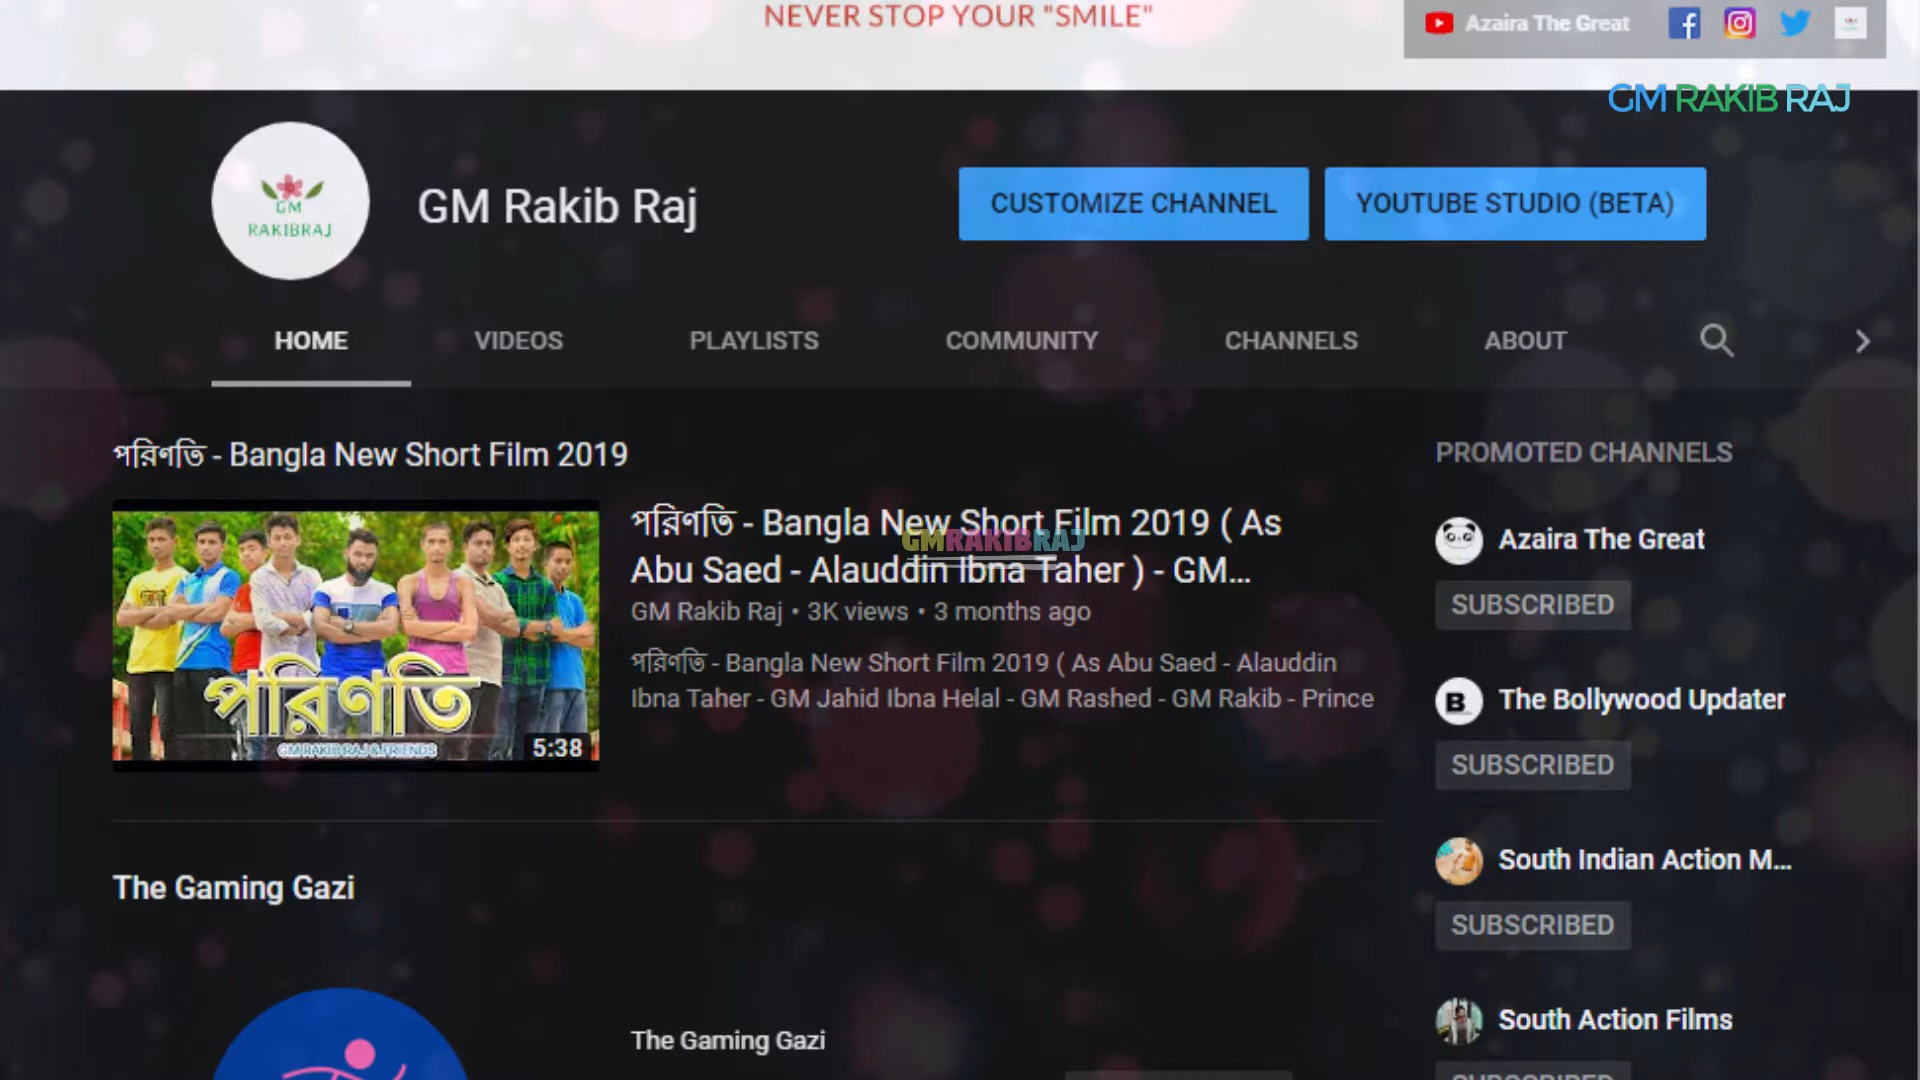 NEVER STOP YOUR "SMILE"
Azaira The Great
GM RAKIB RAJ
GM
RAKIBRAJ
GM Rakib Raj
CUSTOMIZE CHANNEL
YOUTUBE STUDIO (BETA)
HOME
VIDEOS
PLAYLISTS
COMMUNITY
CHANNELS
ABOUT
পরিণতি - Bangla New Short Film 2019
পরিণতি
GM RAKIB RAJ & FRIENDS
5:38
পরিণতি - Bangla New Short Film 2019 ( As
Abu Saed - Alauddin Ibna Taher ) - GM...
GMRAKIBRAJ
GM Rakib Raj • 3K views • 3 months ago
পরিণতি - Bangla New Short Film 2019 ( As Abu Saed - Alauddin
Ibna Taher - GM Jahid Ibna Helal - GM Rashed - GM Rakib - Prince
The Gaming Gazi
The Gaming Gazi
PROMOTED CHANNELS
Azaira The Great
SUBSCRIBED
The Bollywood Updater
SUBSCRIBED
South Indian Action M...
SUBSCRIBED
South Action Films
SUBSCRIBED